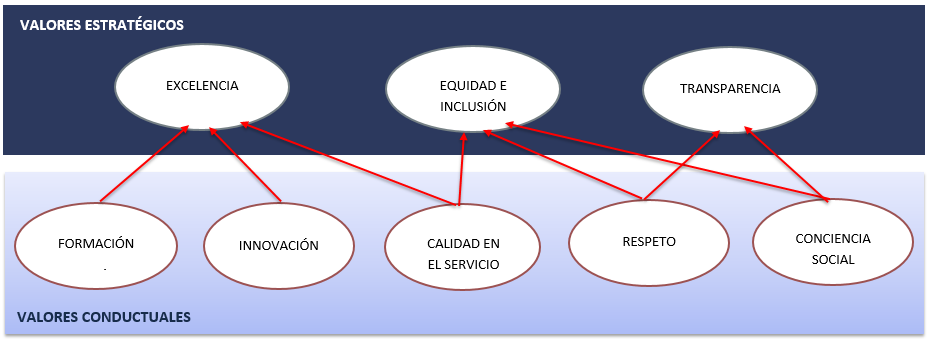 VALORES ESTRATÉGICOS
EXCELENCIA
EQUIDAD E
INCLUSIÓN
TRANSPARENCIA
FORMACIÓN
.
INNOVACIÓN
CALIDAD EN
EL SERVICIO
RESPETO
CONCIENCIA
SOCIAL
VALORES CONDUCTUALES